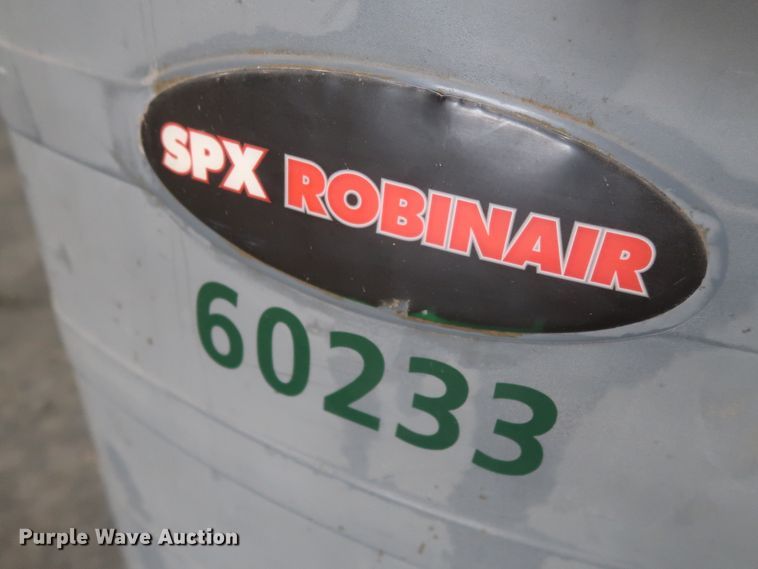 SPX ROBINAIR
60233
Purple Wave Auction